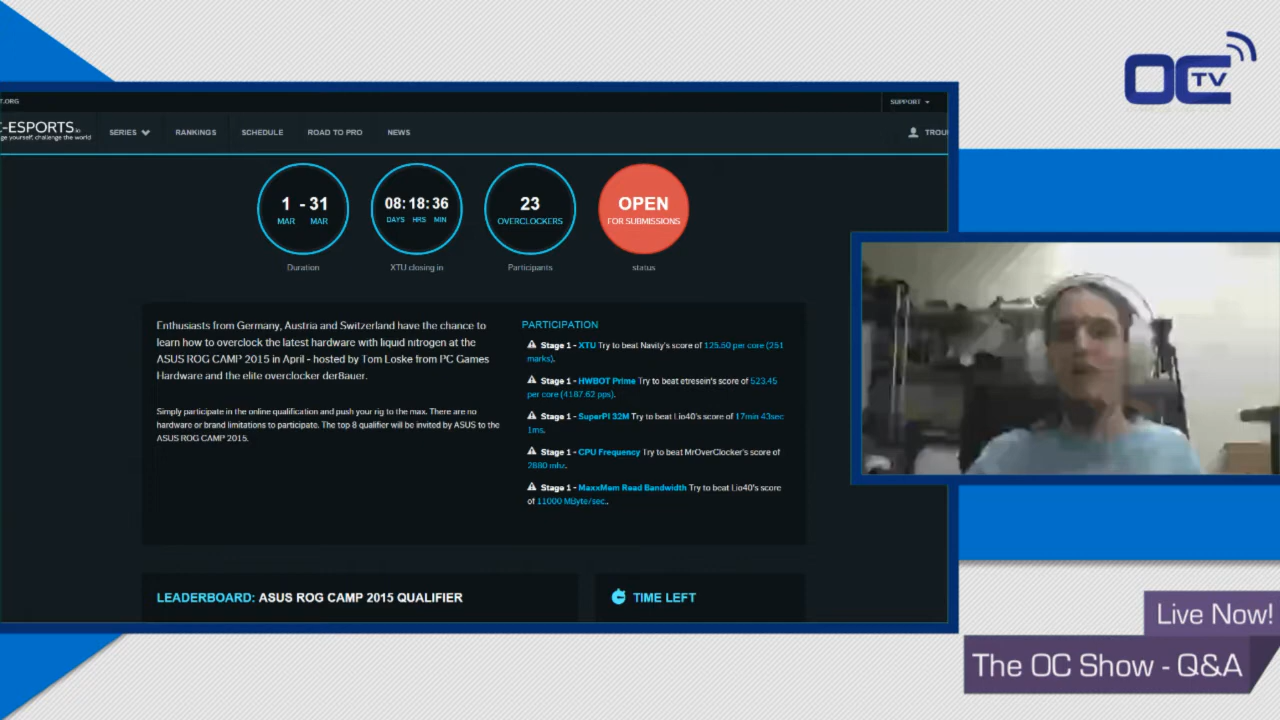 OC
TV
T.ORG
SUPPORT
C-ESPORTS.io
ge yourself, challenge the world
SERIES
RANKINGS
SCHEDULE
ROAD TO PRO
NEWS
TROU
1 - 31
MAR MAR
Duration
08:18:36
DAYS HRS MIN
XTU closing in
23
OVERCLOCKERS
Participants
OPEN
FOR SUBMISSIONS
status
Enthusiasts from Germany, Austria and Switzerland have the chance to
learn how to overclock the latest hardware with liquid nitrogen at the
ASUS ROG CAMP 2015 in April - hosted by Tom Loske from PC Games
Hardware and the elite overclocker der8auer.
Simply participate in the online qualification and push your rig to the max. There are no
hardware or brand limitations to participate. The top 8 qualifier will be invited by ASUS to the
ASUS ROG CAMP 2015.
PARTICIPATION
Stage 1 - XTU Try to beat Navity's score of 125.50 per core (251
marks).
Stage 1 - HWBOT Prime Try to beat etresein's score of 523.45
per core (4187.62 pps).
Stage 1 - SuperPI 32M Try to beat Lio40's score of 17min 43sec
1ms.
Stage 1 - CPU Frequency Try to beat MrOverClocker's score of
2880 mhz.
Stage 1 - MaxxMem Read Bandwidth Try to beat Lio40's score
of 11000 MByte/sec..
LEADERBOARD: ASUS ROG CAMP 2015 QUALIFIER
TIME LEFT
Live Now!
The OC Show - Q&A